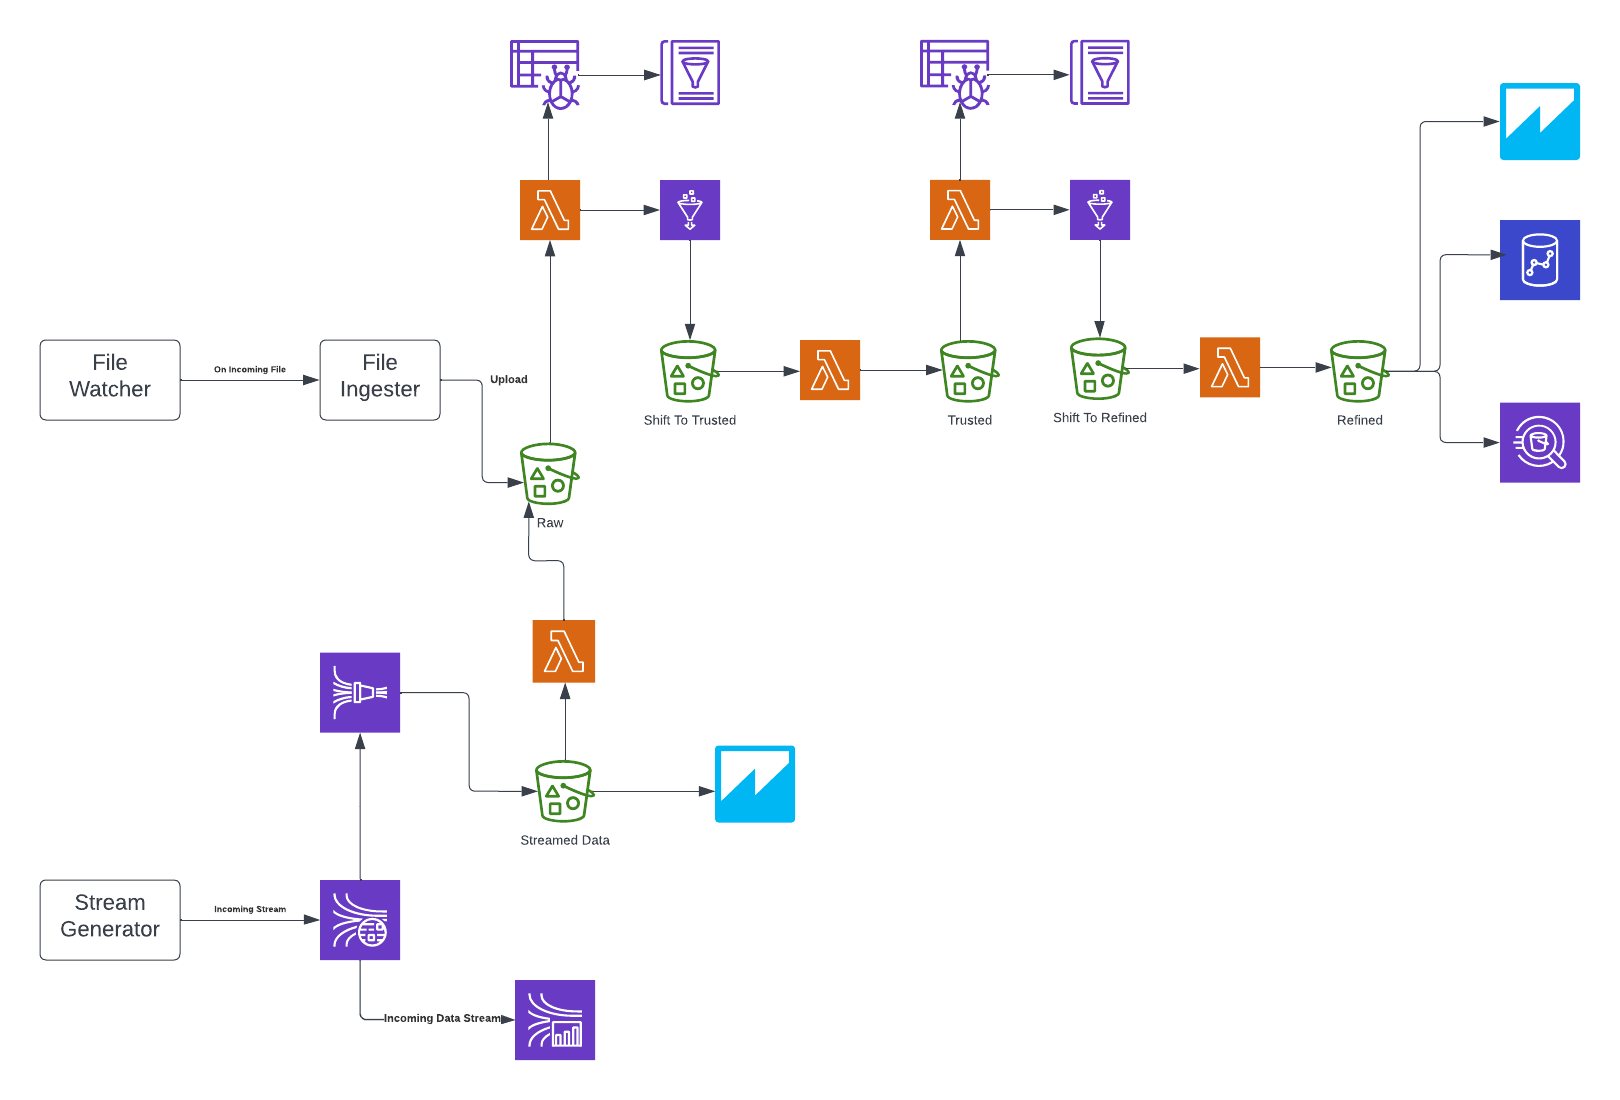 File
Watcher
On Incoming File
File
Ingester
Upload
Shift To Trusted
Trusted
Shift To Refined
Refined
Raw
Streamed Data
Stream
Generator
Incoming Stream
Incoming Data Stream